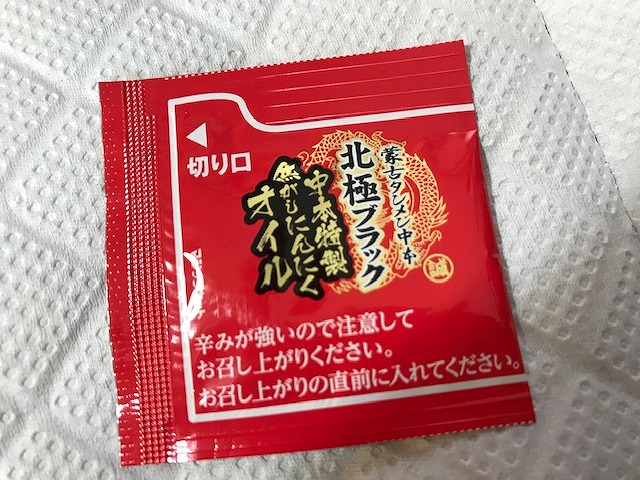 切り口
蒙古タンメン中本
北極ブラック
誠
中本特製
焦がしにんにく
オイル
辛みが強いので注意して
お召し上がりください。
お召し上がりの直前に入れてください。